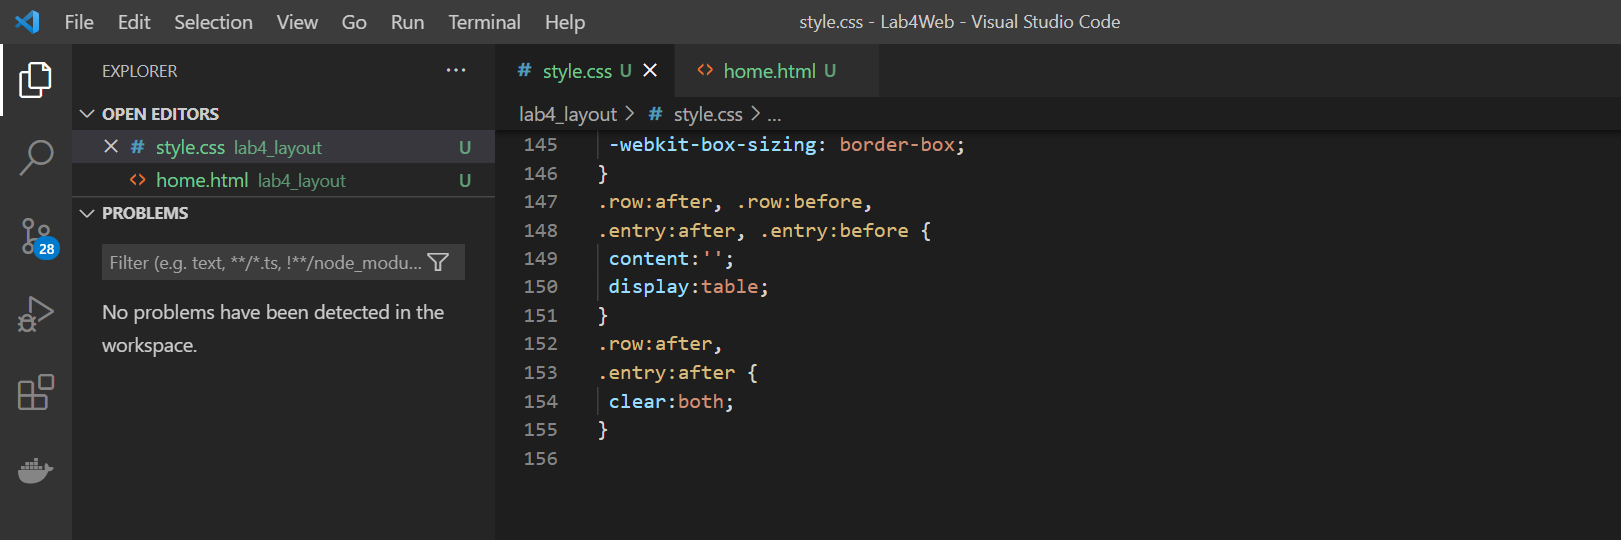 File Edit Selection View Go Run Terminal Help style.css - Lab4Web - Visual Studio Code
EXPLORER ...
OPEN EDITORS
style.css lab4_layout U
home.html lab4_layout U
PROBLEMS
Filter (e.g. text, **/*.ts, !**/node_modu...
No problems have been detected in the
workspace.
28
# style.css U home.html U
lab4_layout > # style.css > ...
145 -webkit-box-sizing: border-box;
146 }
147 .row:after, .row:before,
148 .entry:after, .entry:before {
149 content:'';
150 display:table;
151 }
152 .row:after,
153 .entry:after {
154 clear:both;
155 }
156